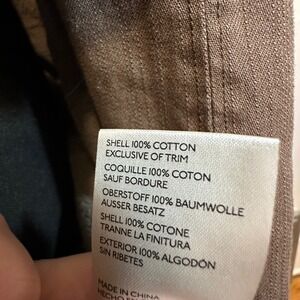 SHELL 100% COTTON
EXCLUSIVE OF TRIM
COQUILLE 100% COTON
SAUF BORDURE
OBERSTOFF 100% BAUMWOLLE
AUSSER BESATZ
SHELL 100% COTONE
TRANNE LA FINITURA
EXTERIOR 100% ALGODÓN
SIN RIBETES
MADE IN CHINA
HECHO